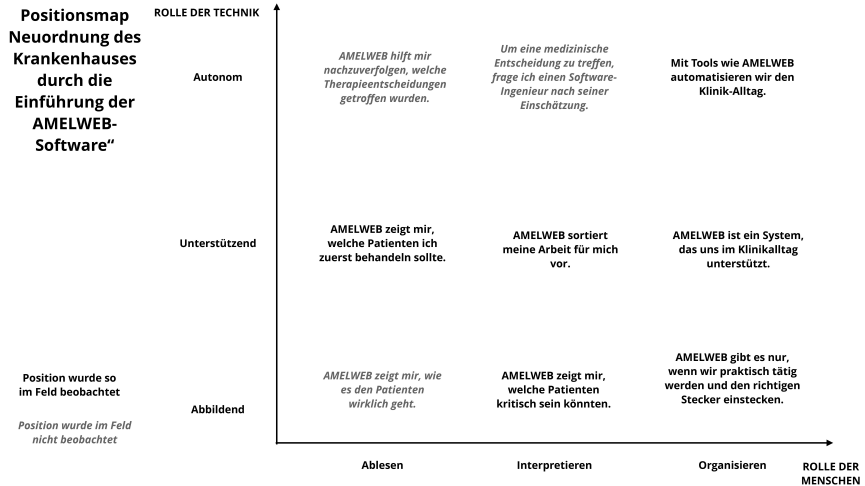 Positionsmap
Neuordnung des
Krankenhauses
durch die
Einführung der
AMELWEB-
Software“
ROLLE DER TECHNIK
Autonom
AMELWEB hilft mir
nachzuverfolgen, welche
Therapieentscheidungen
getroffen wurden.
Um eine medizinische
Entscheidung zu treffen,
frage ich einen Software-
Ingenieur nach seiner
Einschätzung.
Mit Tools wie AMELWEB
automatisieren wir den
Klinik-Alltag.
Unterstützend
AMELWEB zeigt mir,
welche Patienten ich
zuerst behandeln sollte.
AMELWEB sortiert
meine Arbeit für mich
vor.
AMELWEB ist ein System,
das uns im Klinikalltag
unterstützt.
Position wurde so
im Feld beobachtet
Position wurde im Feld
nicht beobachtet
Abbildend
AMELWEB zeigt mir, wie
es den Patienten
wirklich geht.
AMELWEB zeigt mir,
welche Patienten
kritisch sein könnten.
AMELWEB gibt es nur,
wenn wir praktisch tätig
werden und den richtigen
Stecker einstecken.
Ablesen
Interpretieren
Organisieren
ROLLE DER
MENSCHEN